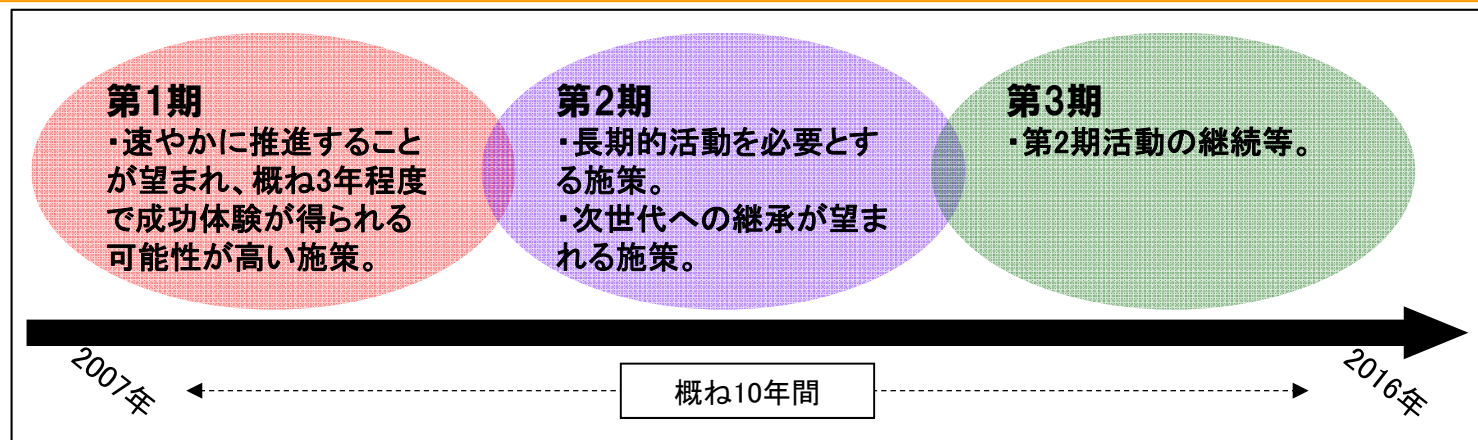 第1期
・速やかに推進すること
が望まれ、概ね3年程度
で成功体験が得られる
可能性が高い施策。
第2期
・長期的活動を必要とす
る施策。
・次世代への継承が望ま
れる施策。
第3期
・第2期活動の継続等。
2007年
概ね10年間
2016年